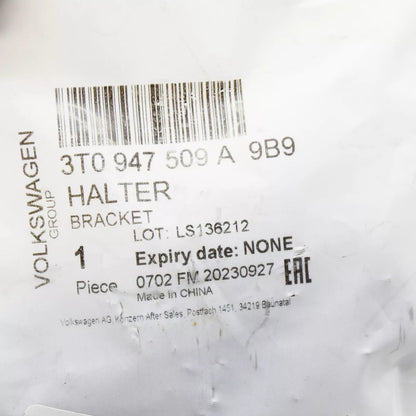 VOLKSWAGEN
GROUP
3T0 947 509 A 9B9
HALTER
BRACKET
LOT: LS136212
1 Expiry date: NONE
Piece 0702 FM 20230927 EAC
Made in CHINA
Volkswagen AG, Konzern After Sales, Postfach 1451, 34219 Baunatal